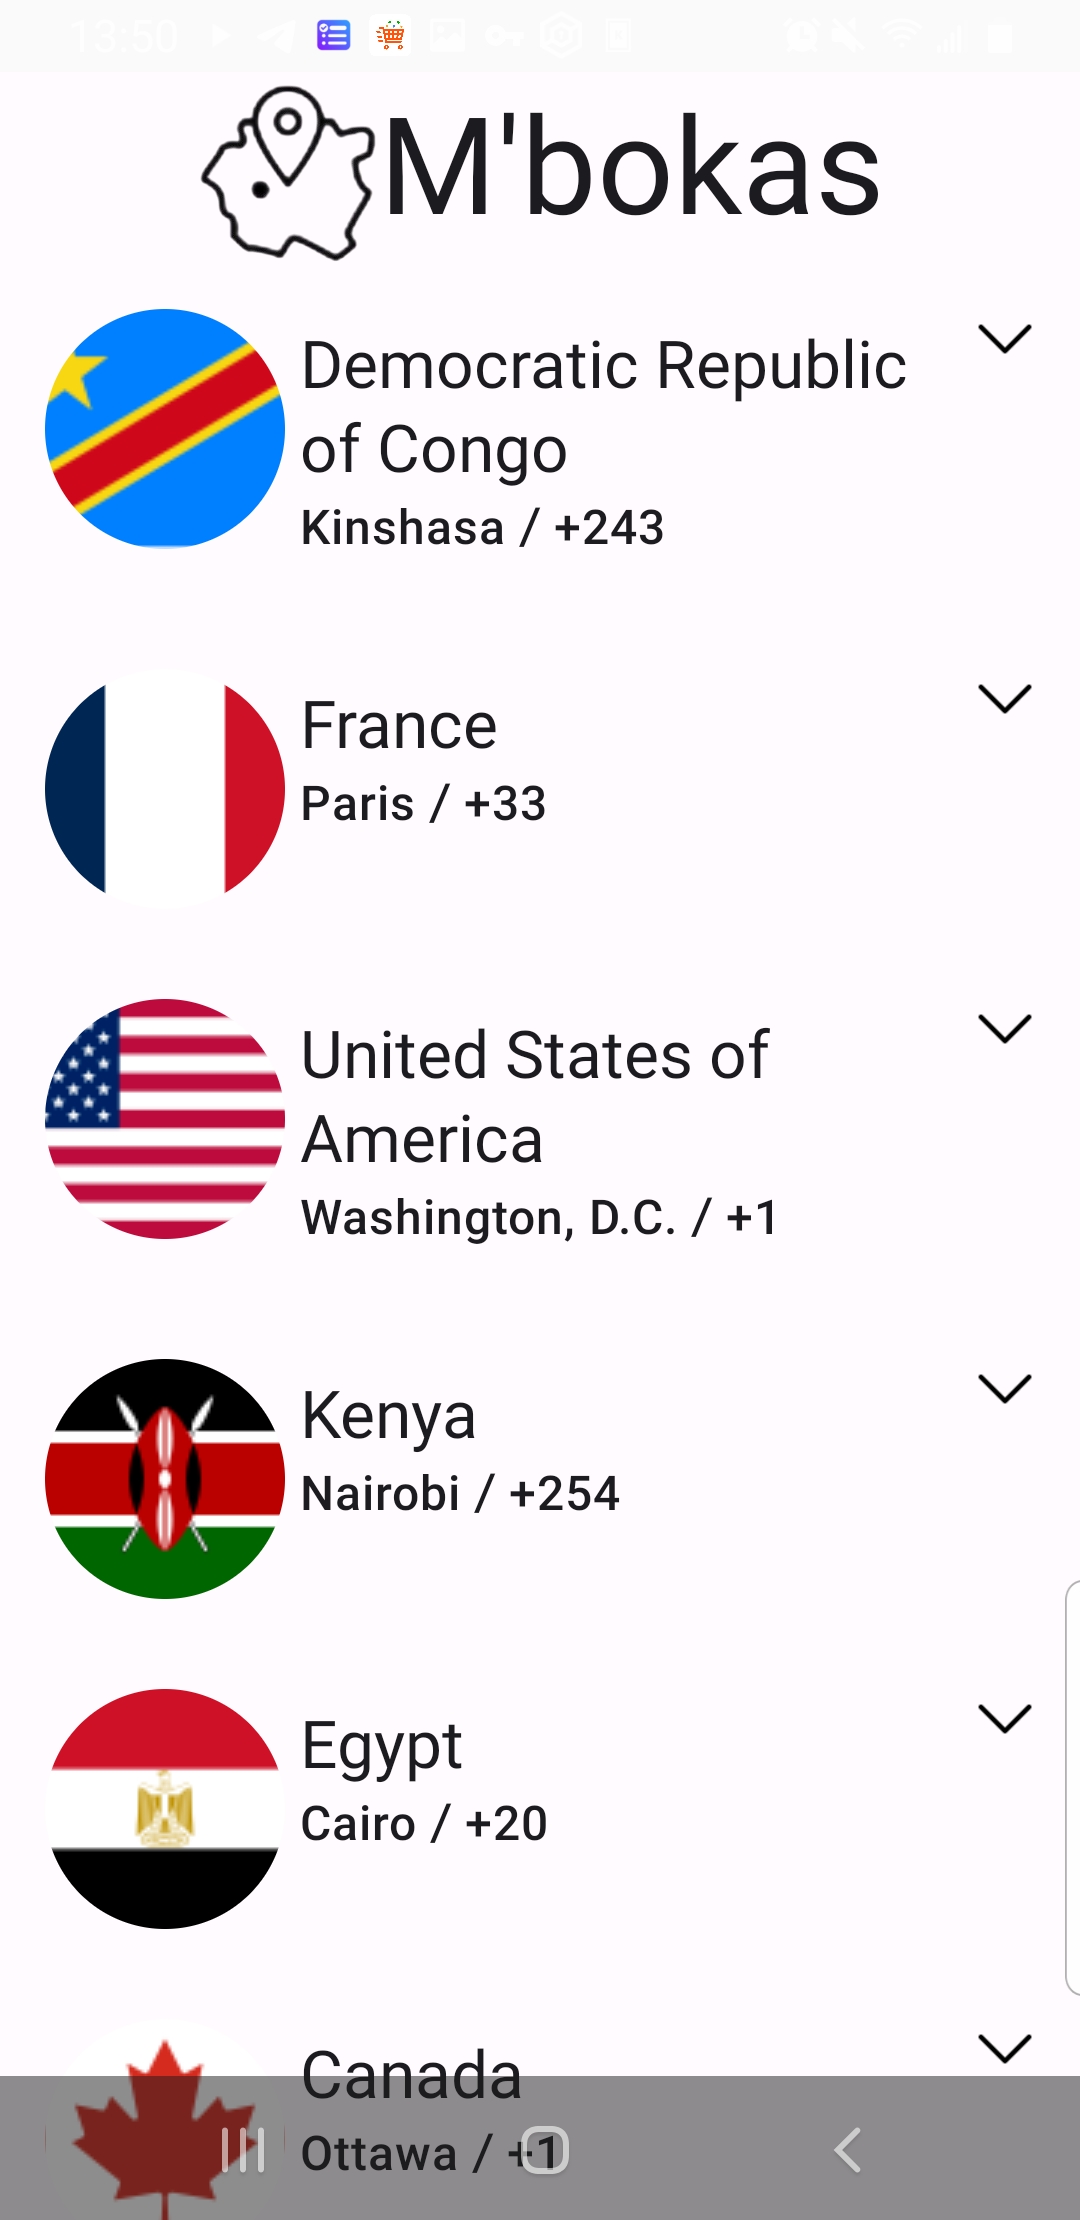 13:50
M'bokas
Democratic Republic
of Congo
Kinshasa / +243
France
Paris / +33
United States of
America
Washington, D.C. / +1
Kenya
Nairobi / +254
Egypt
Cairo / +20
Canada
Ottawa / +1